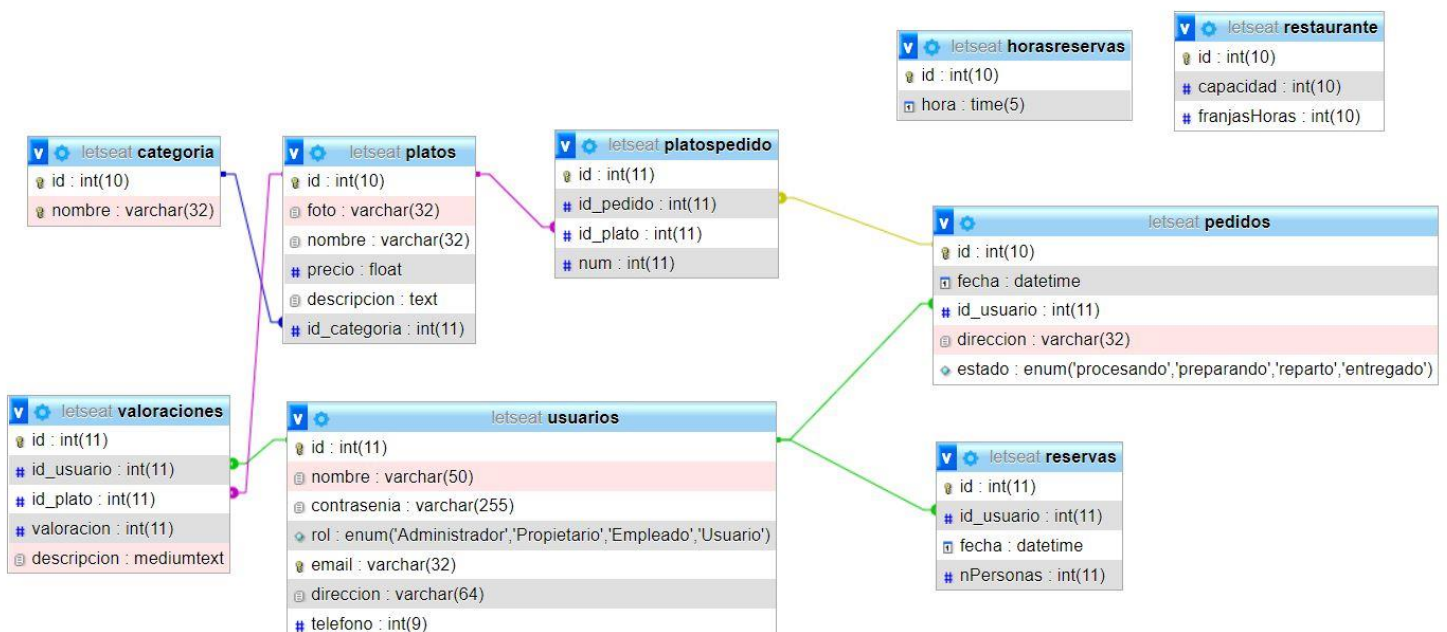 v letseat horasreservas
id : int(10)
hora : time(5)
v letseat restaurante
id : int(10)
# capacidad : int(10)
# franjasHoras : int(10)
v letseat categoria
id : int(10)
nombre : varchar(32)
v letseat platos
id : int(10)
foto : varchar(32)
nombre : varchar(32)
# precio : float
descripcion : text
# id_categoria : int(11)
v letseat platospedido
id : int(11)
# id_pedido : int(11)
# id_plato : int(11)
# num : int(11)
v letseat pedidos
id : int(10)
fecha : datetime
# id_usuario : int(11)
direccion : varchar(32)
estado : enum('procesando','preparando','reparto','entregado')
v letseat valoraciones
id : int(11)
# id_usuario : int(11)
# id_plato : int(11)
# valoracion : int(11)
descripcion : mediumtext
v letseat usuarios
id : int(11)
nombre : varchar(50)
contrasenia : varchar(255)
rol : enum('Administrador','Propietario','Empleado','Usuario')
email : varchar(32)
direccion : varchar(64)
# telefono : int(9)
v letseat reservas
id : int(11)
# id_usuario : int(11)
fecha : datetime
# nPersonas : int(11)